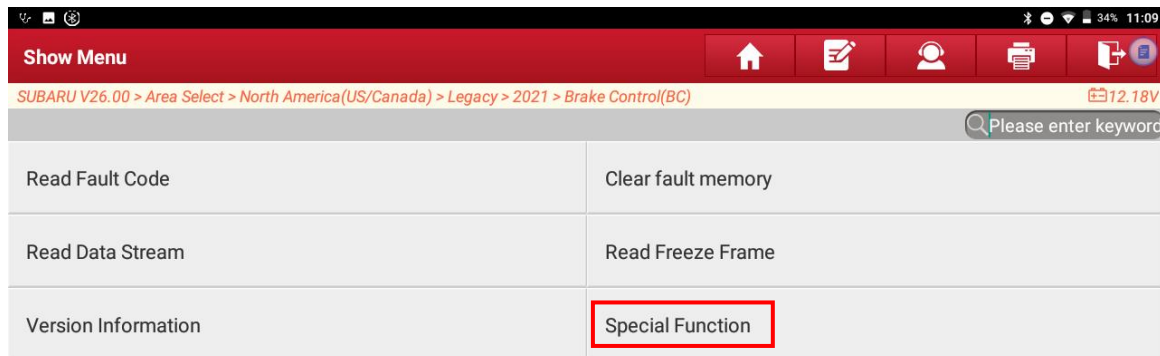 34% 11:09
Show Menu
SUBARU V26.00 > Area Select > North America(US/Canada) > Legacy > 2021 > Brake Control(BC) 12.18V
Please enter keyword
Read Fault Code Clear fault memory
Read Data Stream Read Freeze Frame
Version Information Special Function